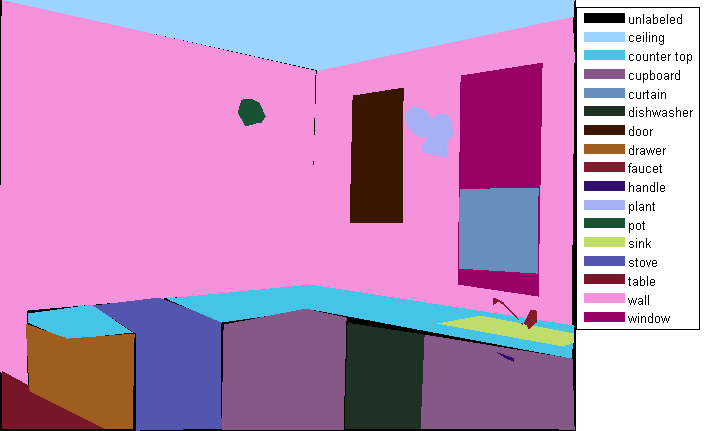 unlabeled
ceiling
counter top
cupboard
curtain
dishwasher
door
drawer
faucet
handle
plant
pot
sink
stove
table
wall
window